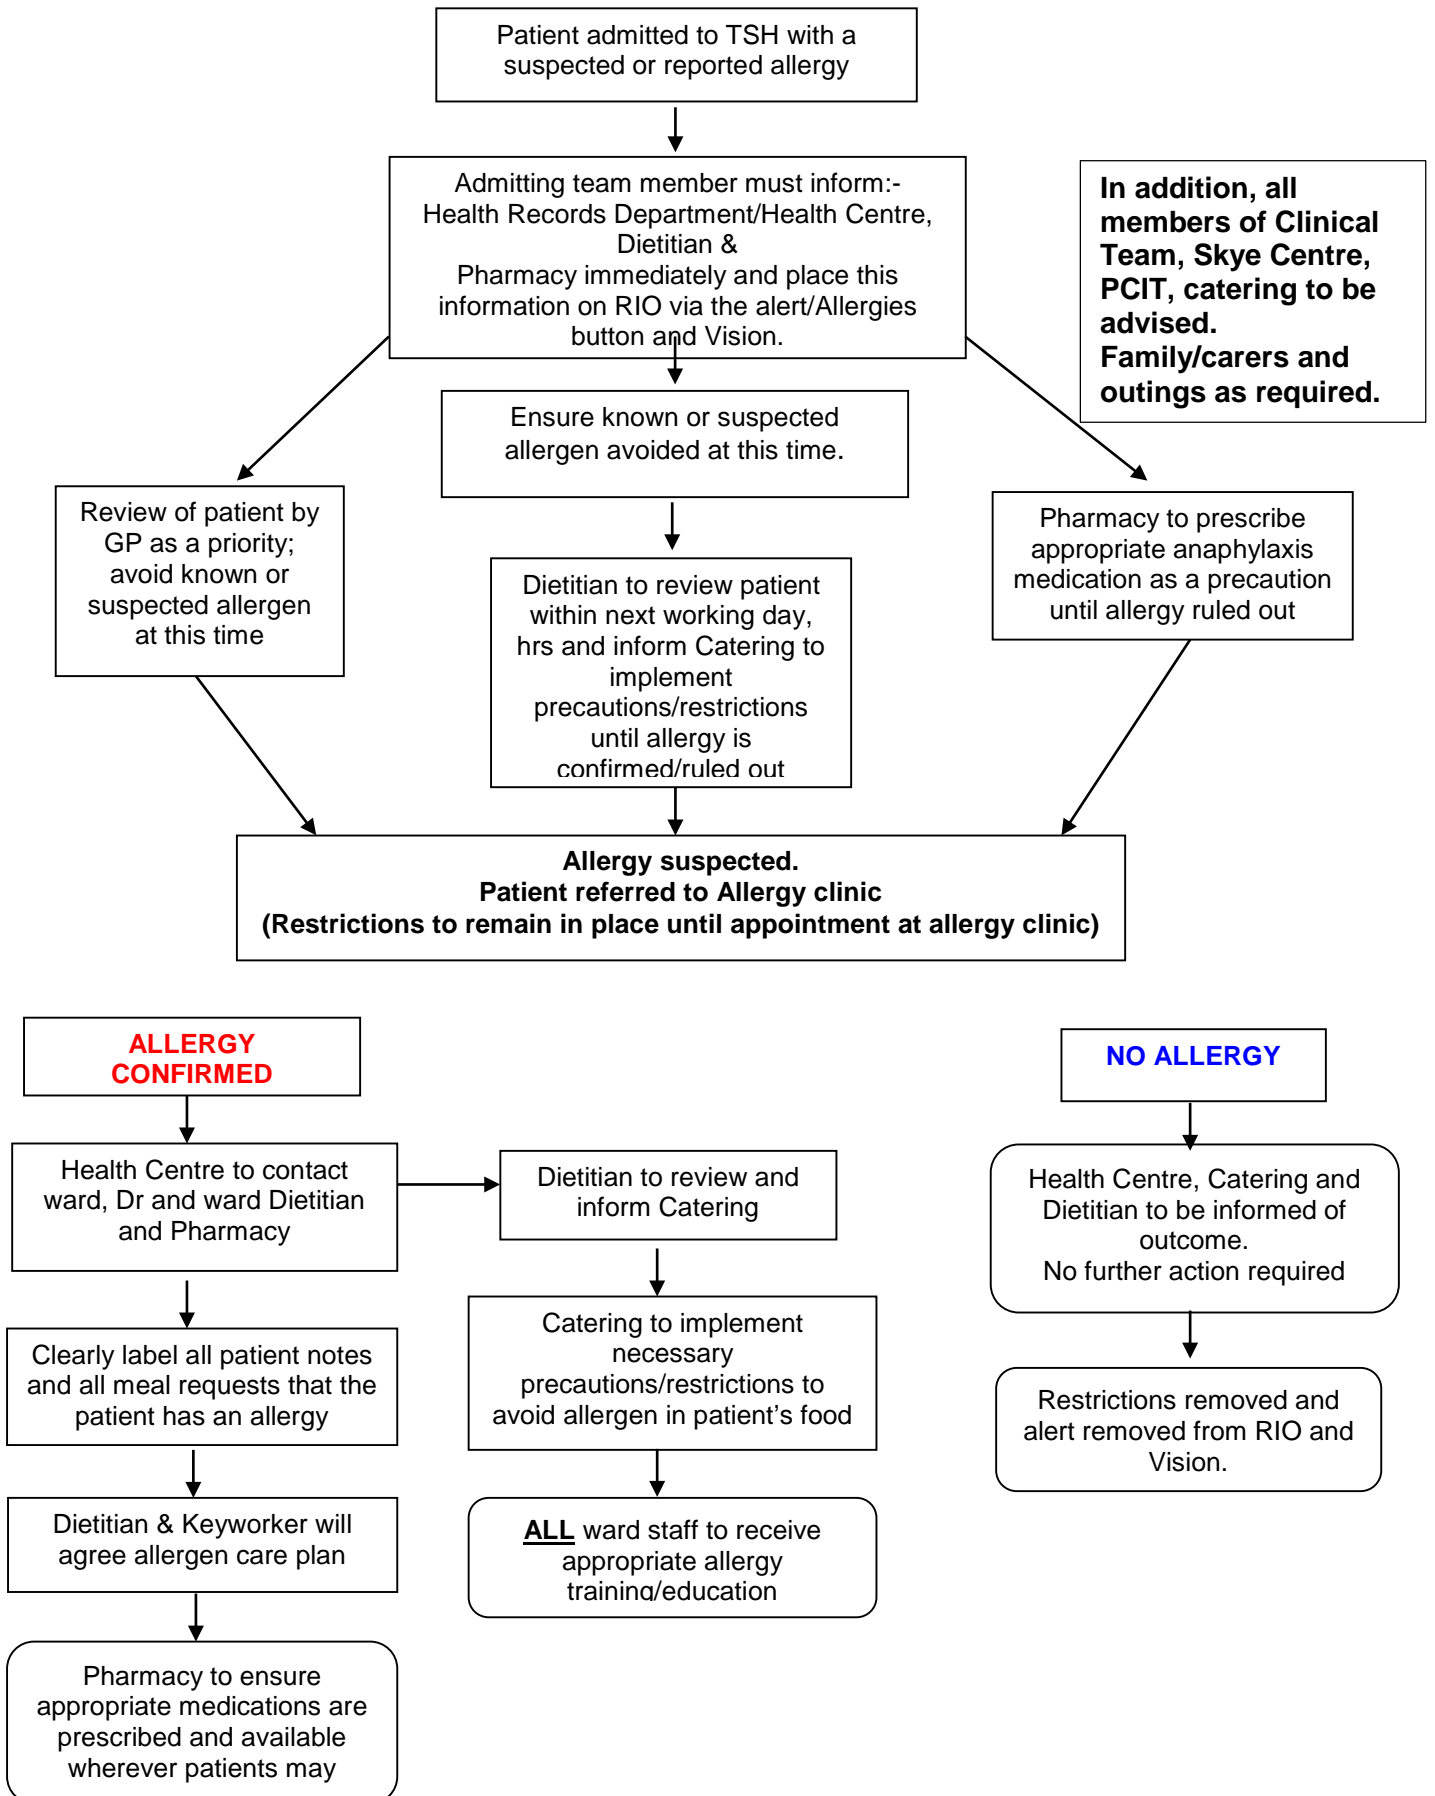 Patient admitted to TSH with a
suspected or reported allergy
Admitting team member must inform:-
Health Records Department/Health Centre,
Dietitian &
Pharmacy immediately and place this
information on RIO via the alert/Allergies
button and Vision.
In addition, all
members of Clinical
Team, Skye Centre,
PCIT, catering to be
advised.
Family/carers and
outings as required.
Ensure known or suspected
allergen avoided at this time.
Review of patient by
GP as a priority;
avoid known or
suspected allergen
at this time
Dietitian to review patient
within next working day,
hrs and inform Catering to
implement
precautions/restrictions
until allergy is
confirmed/ruled out
Pharmacy to prescribe
appropriate anaphylaxis
medication as a precaution
until allergy ruled out
Allergy suspected.
Patient referred to Allergy clinic
(Restrictions to remain in place until appointment at allergy clinic)
ALLERGY
CONFIRMED
Health Centre to contact
ward, Dr and ward Dietitian
and Pharmacy
Clearly label all patient notes
and all meal requests that the
patient has an allergy
Dietitian & Keyworker will
agree allergen care plan
Pharmacy to ensure
appropriate medications are
prescribed and available
wherever patients may
Dietitian to review and
inform Catering
Catering to implement
necessary
precautions/restrictions to
avoid allergen in patient's food
ALL ward staff to receive
appropriate allergy
training/education
NO ALLERGY
Health Centre, Catering and
Dietitian to be informed of
outcome.
No further action required
Restrictions removed and
alert removed from RIO and
Vision.